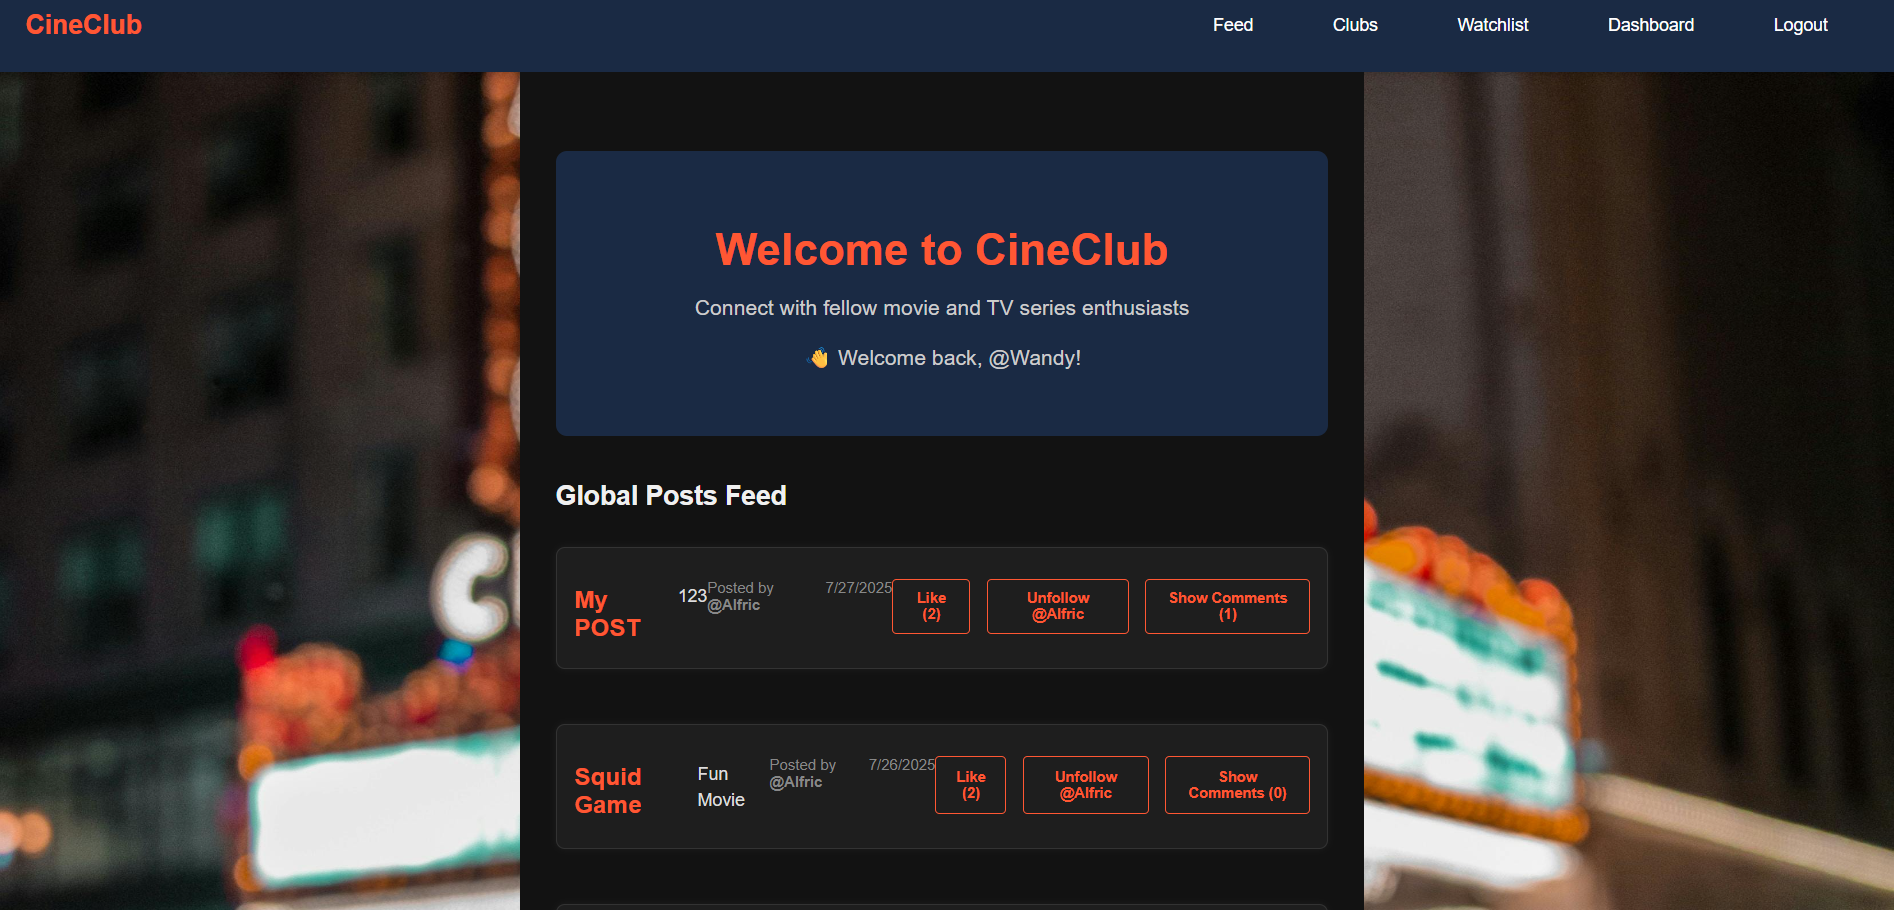 CineClub
Feed Clubs Watchlist Dashboard Logout
Welcome to CineClub
Connect with fellow movie and TV series enthusiasts
👋 Welcome back, @Wandy!
Global Posts Feed
My
POST
123
Posted by
@Alfric
7/27/2025
Like
(2)
Unfollow
@Alfric
Show Comments
(1)
Squid
Game
Fun
Movie
Posted by
@Alfric
7/26/2025
Like
(2)
Unfollow
@Alfric
Show
Comments (0)
C